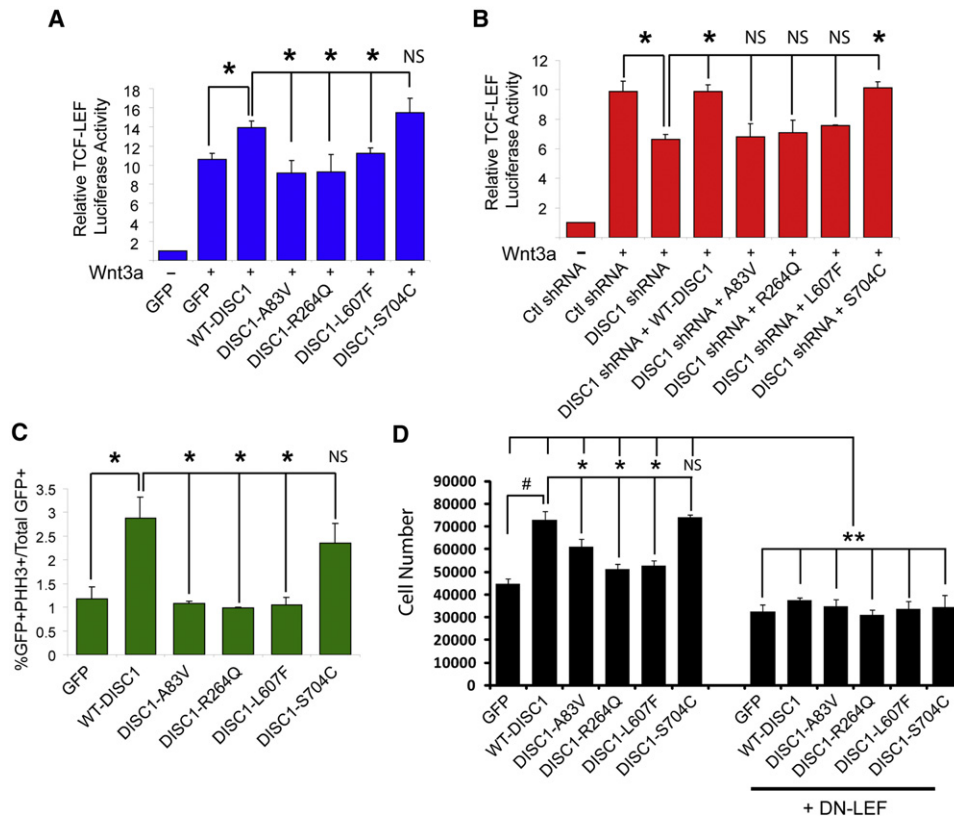 A
Relative TCF-LEF
Luciferase Activity
18
16
14
12
10
8
6
4
2
* * * * NS
Wnt3a
– + + + + + +
GFP
GFP
WT-DISC1
DISC1-A83V
DISC1-R264Q
DISC1-L607F
DISC1-S704C
B
Relative TCF-LEF
Luciferase Activity
12
10
8
6
4
2
* * NS NS NS *
Wnt3a
– + + + + + + +
Ctl shRNA
Ctl shRNA
DISC1 shRNA
DISC1 shRNA + WT-DISC1
DISC1 shRNA + A83V
DISC1 shRNA + R264Q
DISC1 shRNA + L607F
DISC1 shRNA + S704C
C
%GFP+PHH3+/Total GFP+
3.5
3
2.5
2
1.5
1
0.5
0
* * * * NS
GFP
WT-DISC1
DISC1-A83V
DISC1-R264Q
DISC1-L607F
DISC1-S704C
D
Cell Number
90000
80000
70000
60000
50000
40000
30000
20000
10000
0
# * * * NS
**
GFP
WT-DISC1
DISC1-A83V
DISC1-R264Q
DISC1-L607F
DISC1-S704C
GFP
WT-DISC1
DISC1-A83V
DISC1-R264Q
DISC1-L607F
DISC1-S704C
+ DN-LEF